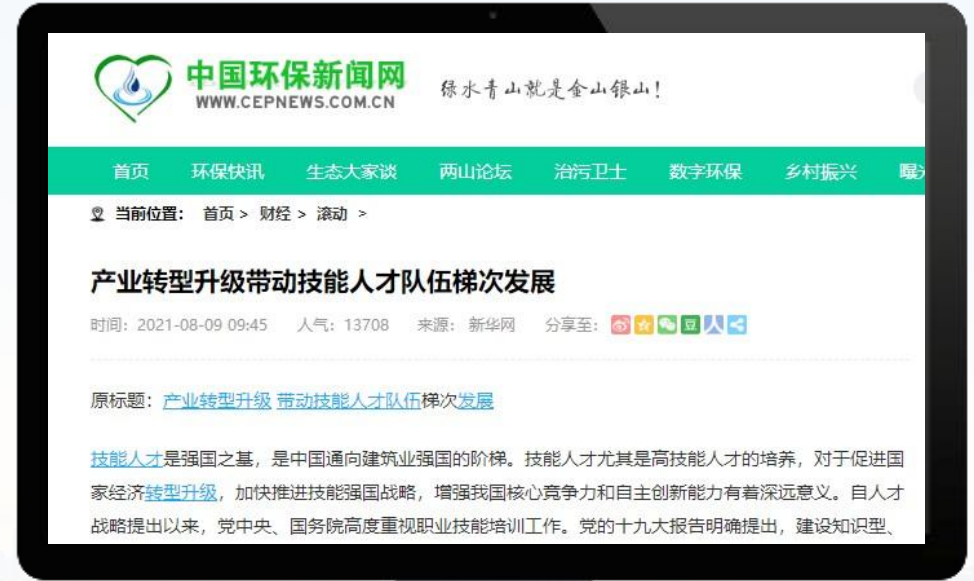 中国环保新闻网
WWW.CEPNEWS.COM.CN
绿水青山就是金山银山!
首页 环保快讯 生态大家谈 两山论坛 治污卫士 数字环保 乡村振兴 曝
当前位置: 首页 > 财经 > 滚动 >
产业转型升级带动技能人才队伍梯次发展
时间: 2021-08-09 09:45 人气: 13708 来源: 新华网 分享至: 豆
原标题: 产业转型升级 带动技能人才队伍梯次发展
技能人才是强国之基,是中国通向建筑业强国的阶梯。技能人才尤其是高技能人才的培养,对于促进国
家经济转型升级,加快推进技能强国战略,增强我国核心竞争力和自主创新能力有着深远意义。自人才
战略提出以来,党中央、国务院高度重视职业技能培训工作。党的十九大报告明确提出,建设知识型、